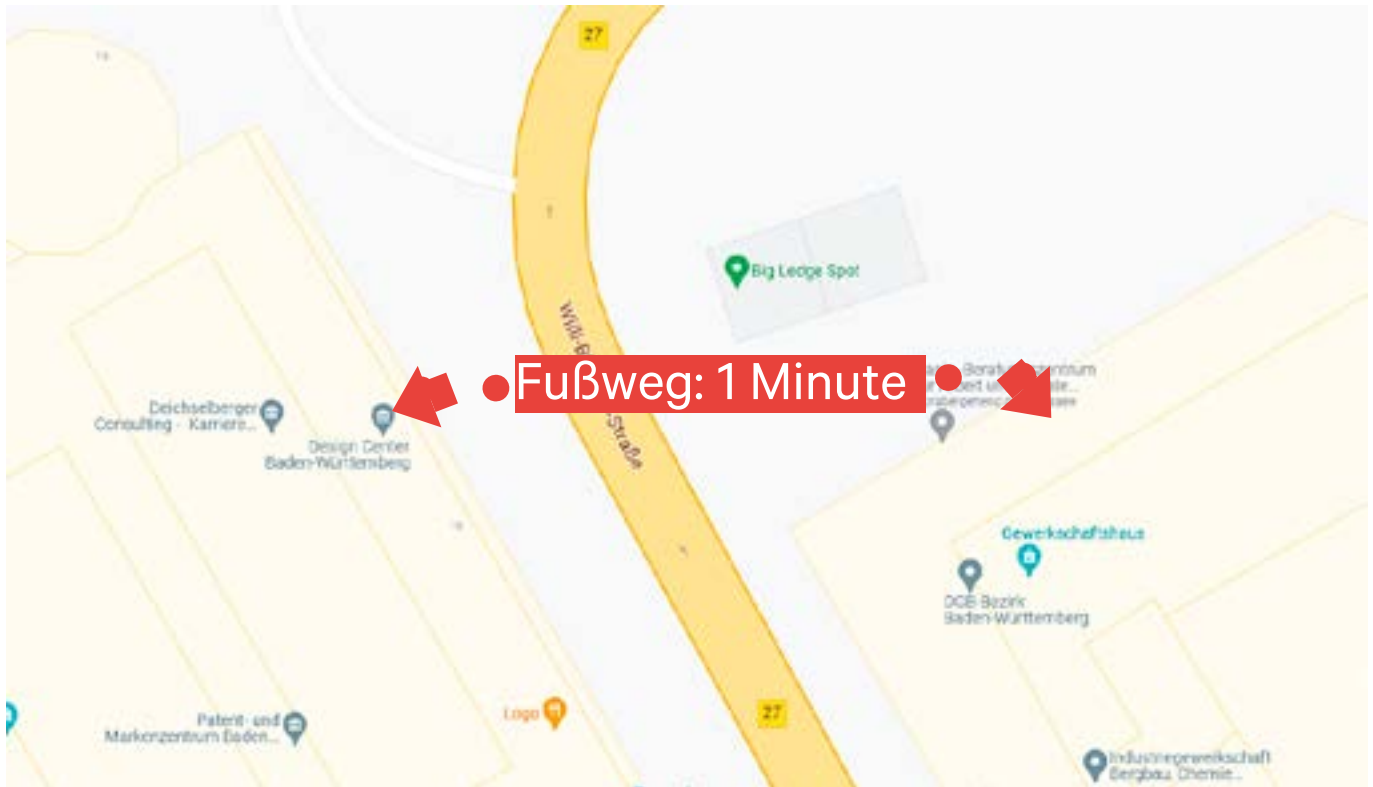 27
Big Ledge Spot
Fußweg: 1 Minute
Straße
Deichselberger
Consulting - Karriere...
Design Center
Baden-Württemberg
Gewerkschaftshaus
DGB Bezirk
Baden-Württemberg
Logo
27
Patent- und
Markenzentrum Baden...
Industriegewerkschaft
Bergbau, Chemie...